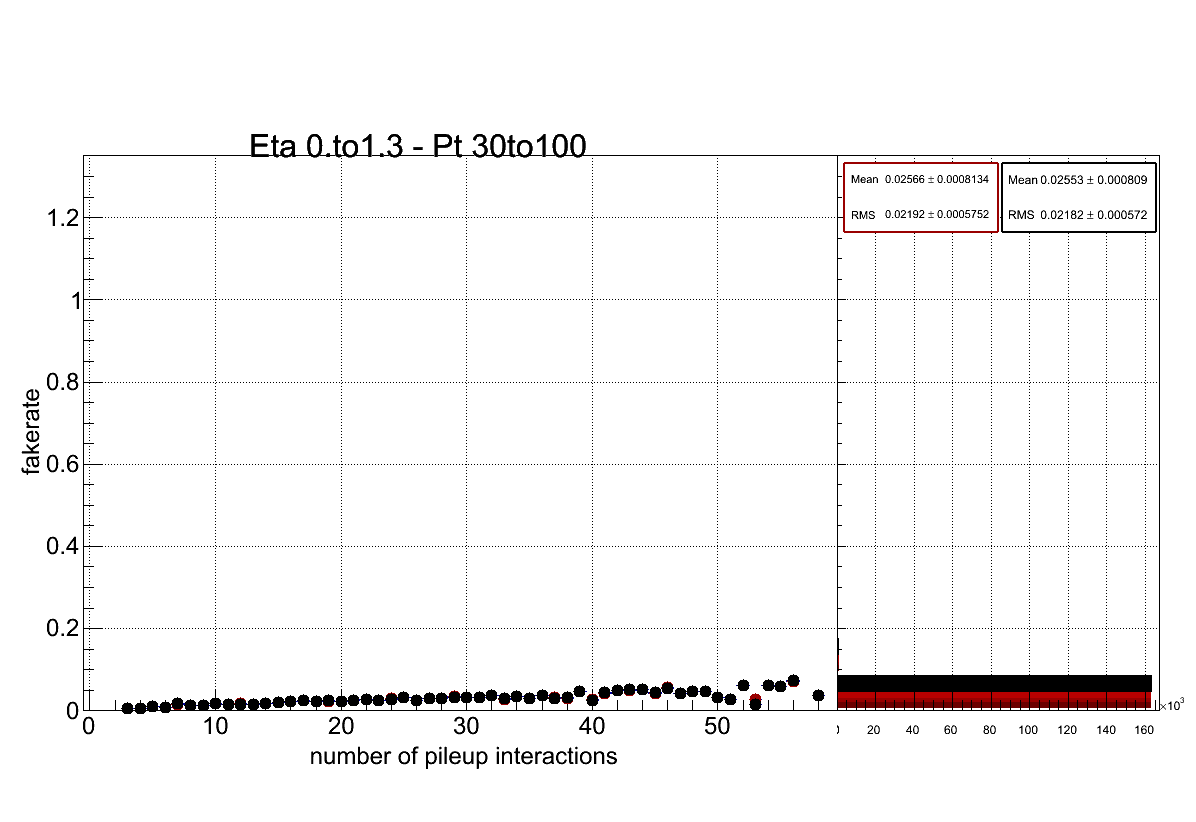 Eta 0.to1.3 - Pt 30to100
Mean 0.02566 ± 0.0008134
RMS 0.02192 ± 0.0005752
Mean 0.02553 ± 0.000809
RMS 0.02182 ± 0.000572
1.2
1
0.8
0.6
0.4
0.2
0
fakerate
0 10 20 30 40 50
number of pileup interactions
20 40 60 80 100 120 140 160
×10³